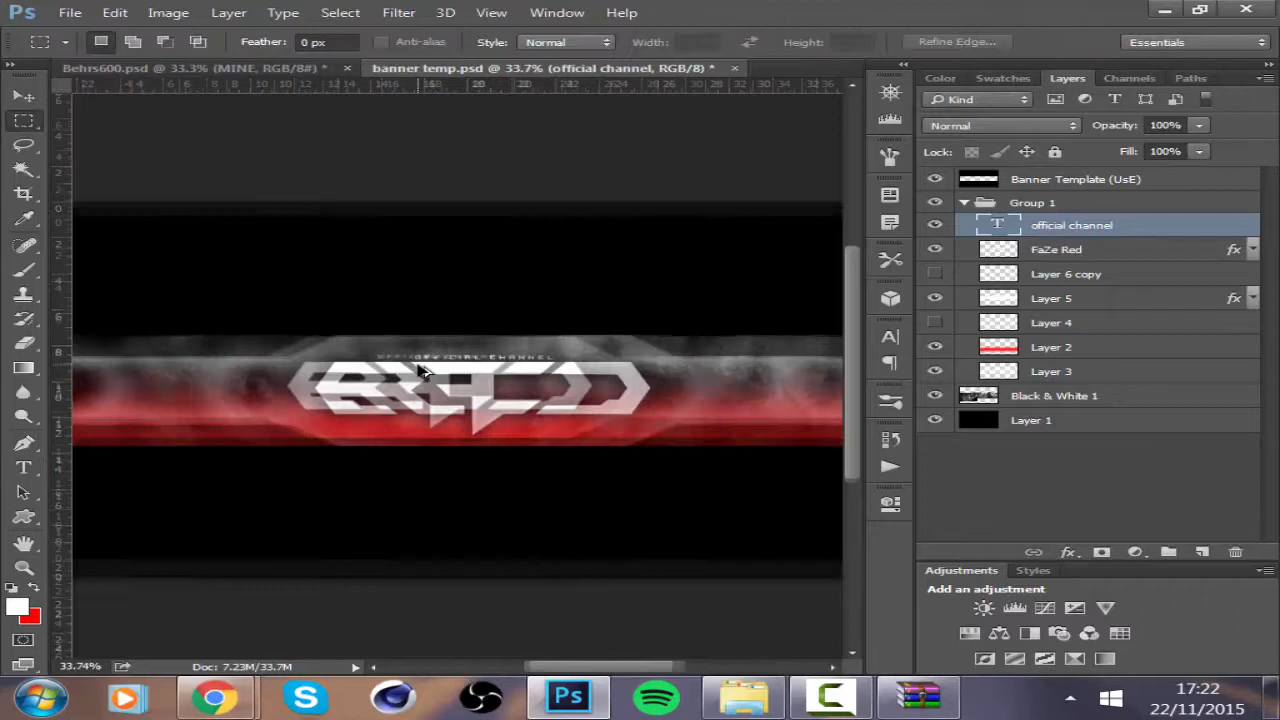 Ps File Edit Image Layer Type Select Filter 3D View Window Help
Feather: 0 px Anti-alias Style: Normal Width: Height: Refine Edge... Essentials
Behrs600.psd @ 33.3% (MINE, RGB/8#) * × banner temp.psd @ 33.7% (official channel, RGB/8) * ×
Color Swatches Layers Channels Paths
Kind
Normal Opacity: 100%
Lock: Fill: 100%
Banner Template (UsE)
Group 1
official channel
FaZe Red fx
Layer 6 copy
Layer 5 fx
Layer 4
Layer 2
Layer 3
Black & White 1
Layer 1
Adjustments Styles
Add an adjustment
33.74% Doc: 7.23M/33.7M
17:22
22/11/2015